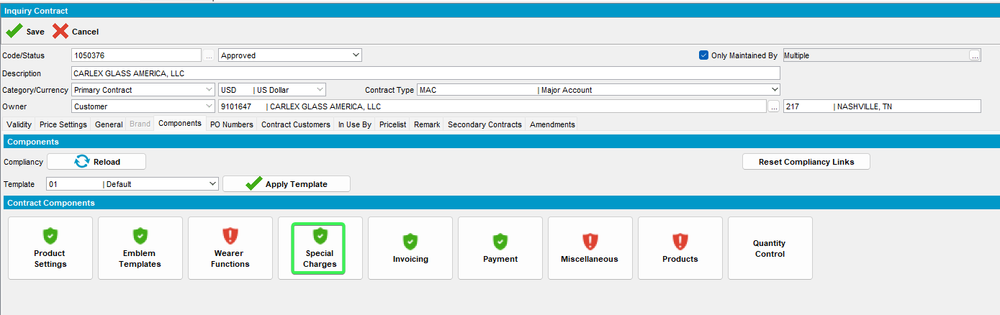 Inquiry Contract
Save Cancel
Code/Status 1050376 ... Approved Only Maintained By Multiple ...
Description CARLEX GLASS AMERICA, LLC
Category/Currency Primary Contract USD | US Dollar Contract Type MAC | Major Account
Owner Customer 9101647 | CARLEX GLASS AMERICA, LLC ... 217 | NASHVILLE, TN
Validity Price Settings General Brand Components PO Numbers Contract Customers In Use By Pricelist Remark Secondary Contracts Amendments
Components
Compliancy Reload Reset Compliancy Links
Template 01 | Default Apply Template
Contract Components
Product
Settings
Emblem
Templates
Wearer
Functions
Special
Charges
Invoicing
Payment
Miscellaneous
Products
Quantity
Control